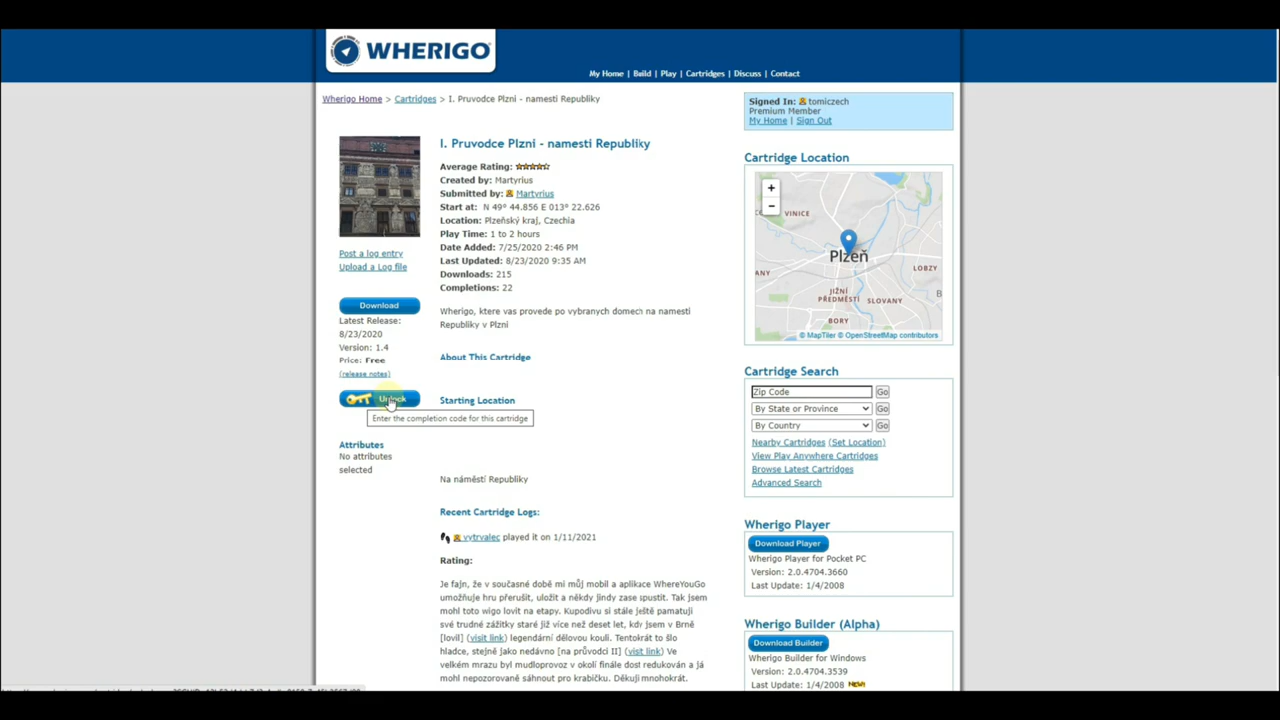 WHERIGO
My Home | Build | Play | Cartridges | Discuss | Contact
Wherigo Home > Cartridges > I. Pruvodce Plzni - namesti Republiky
Signed In: tomiczech
Premium Member
My Home | Sign Out
I. Pruvodce Plzni - namesti Republiky
Average Rating:
Created by: Martyrius
Submitted by: Martyrius
Start at: N 49° 44.856 E 013° 22.626
Location: Plzeňský kraj, Czechia
Play Time: 1 to 2 hours
Date Added: 7/25/2020 2:46 PM
Last Updated: 8/23/2020 9:35 AM
Downloads: 215
Completions: 22
Wherigo, ktere vas provede po vybranych domech na namesti
Republiky v Plzni
About This Cartridge
Starting Location
Na náměstí Republiky
Recent Cartridge Logs:
vytrvalec played it on 1/11/2021
Rating:
Je fajn, že v současné době mi můj mobil a aplikace WhereYouGo
umožňuje hru přerušit, uložit a někdy jindy zase spustit. Tak jsem
mohl toto wigo lovit na etapy. Kupodivu si stále ještě pamatuji
své trudné zážitky staré již více než deset let, kdy jsem v Brně
[lovil] (visit link) legendární dělovou kouli. Tentokrát to šlo
hladce, stejně jako nedávno [na průvodci II] (visit link) Ve
velkém mrazu byl mudloprovoz v okolí finále dost redukován a já
mohl nepozorovaně sáhnout pro krabičku. Děkuji mnohokrát.
Post a log entry
Upload a Log file
Download
Latest Release:
8/23/2020
Version: 1.4
Price: Free
(release notes)
Unlock
Enter the completion code for this cartridge
Attributes
No attributes
selected
Cartridge Location
+
−
VINICE
Plzeň
ANY
LOBZY
JIŽNÍ
PŘEDMĚSTÍ
SLOVANY
B
BORY
© MapTiler © OpenStreetMap contributors
Cartridge Search
Zip Code Go
By State or Province Go
By Country Go
Nearby Cartridges (Set Location)
View Play Anywhere Cartridges
Browse Latest Cartridges
Advanced Search
Wherigo Player
Download Player
Wherigo Player for Pocket PC
Version: 2.0.4704.3660
Last Update: 1/4/2008
Wherigo Builder (Alpha)
Download Builder
Wherigo Builder for Windows
Version: 2.0.4704.3539
Last Update: 1/4/2008 NEW!